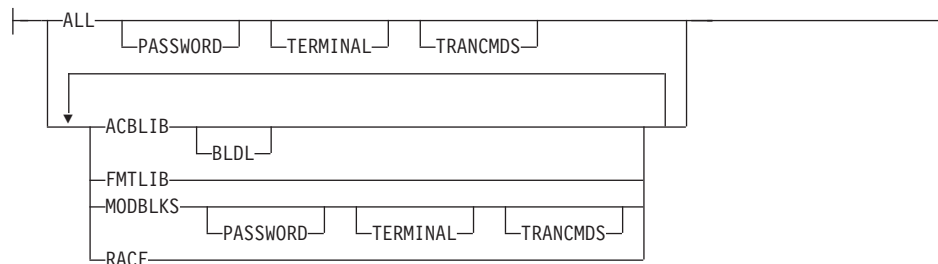 ALL
PASSWORD TERMINAL TRANCMDS
ACBLIB
BLDL
FMTLIB
MODBLKS
PASSWORD TERMINAL TRANCMDS
RACF